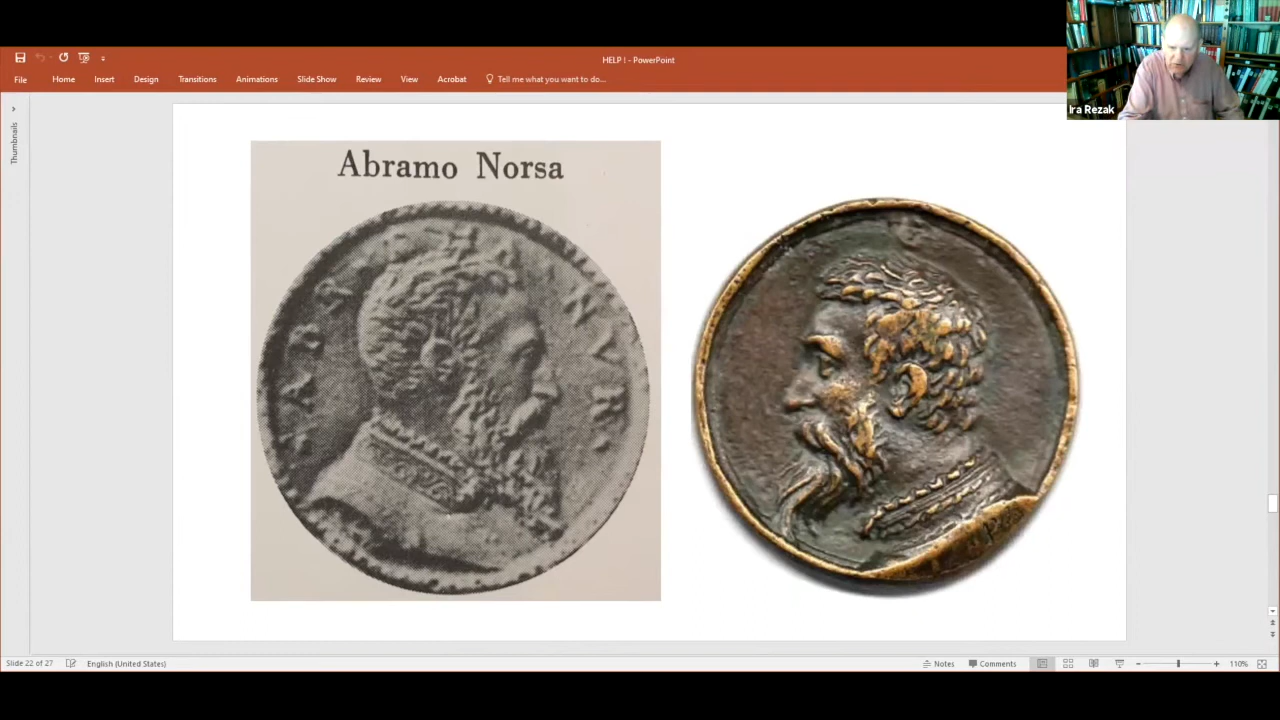 HELP ! - PowerPoint
File Home Insert Design Transitions Animations Slide Show Review View Acrobat Tell me what you want to do...
Ira Rezak
Thumbnails
Abramo Norsa
Slide 22 of 27 English (United States) Notes Comments 110%